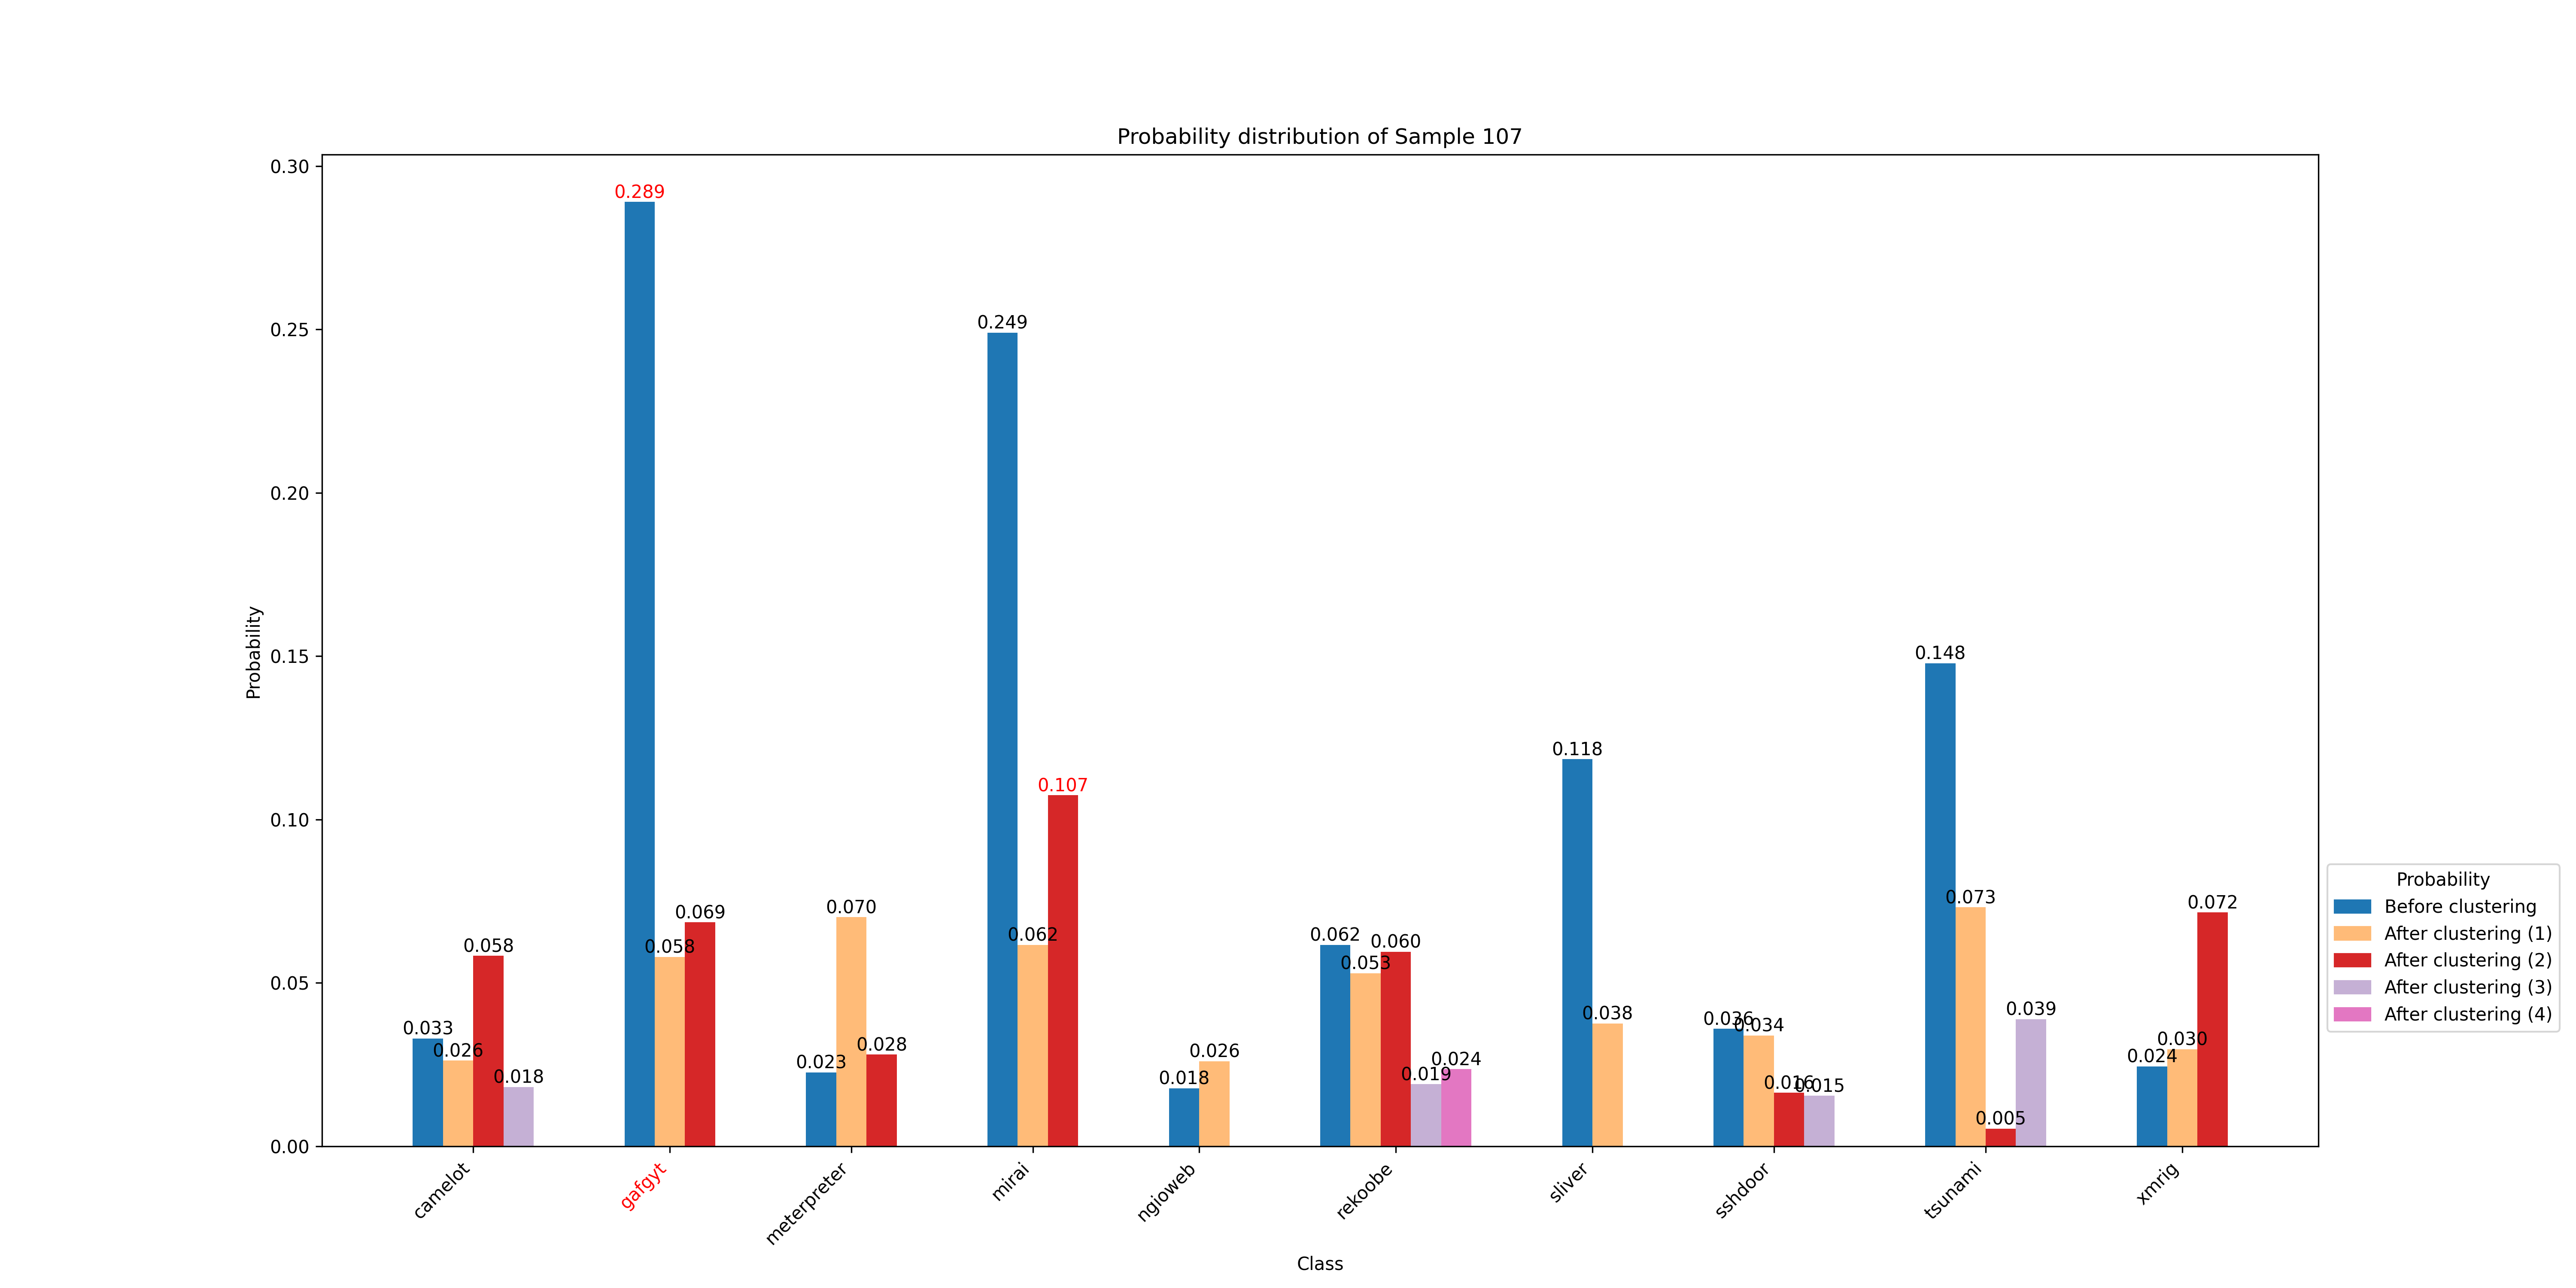 Probability distribution of Sample 107
0.30
0.25
0.20
0.15
0.10
0.05
0.00
Probability
0.033
0.026
0.058
0.018
0.289
0.058
0.069
0.023
0.070
0.028
0.249
0.062
0.107
0.018
0.026
0.062
0.053
0.060
0.019
0.024
0.118
0.038
0.036
0.034
0.016
0.015
0.148
0.073
0.005
0.039
0.024
0.030
0.072
camelot
gafgyt
meterpreter
mirai
ngioweb
rekoobe
sliver
sshdoor
tsunami
xmrig
Class
Probability
Before clustering
After clustering (1)
After clustering (2)
After clustering (3)
After clustering (4)